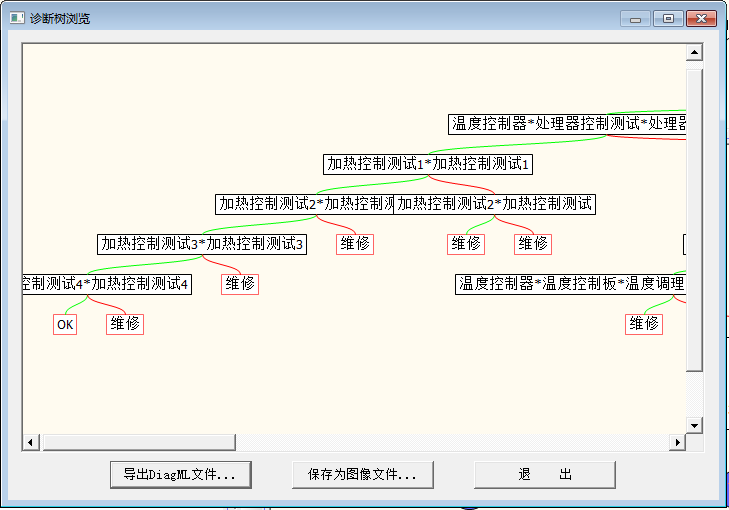 诊断树浏览
温度控制器*处理器控制测试*处理器
加热控制测试1*加热控制测试1
加热控制测试2*加热控制测
加热控制测试2*加热控制测试
加热控制测试3*加热控制测试3
维修
维修
维修
控制测试4*加热控制测试4
维修
温度控制器*温度控制板*温度调理
OK
维修
维修
导出DiagML文件...
保存为图像文件...
退 出